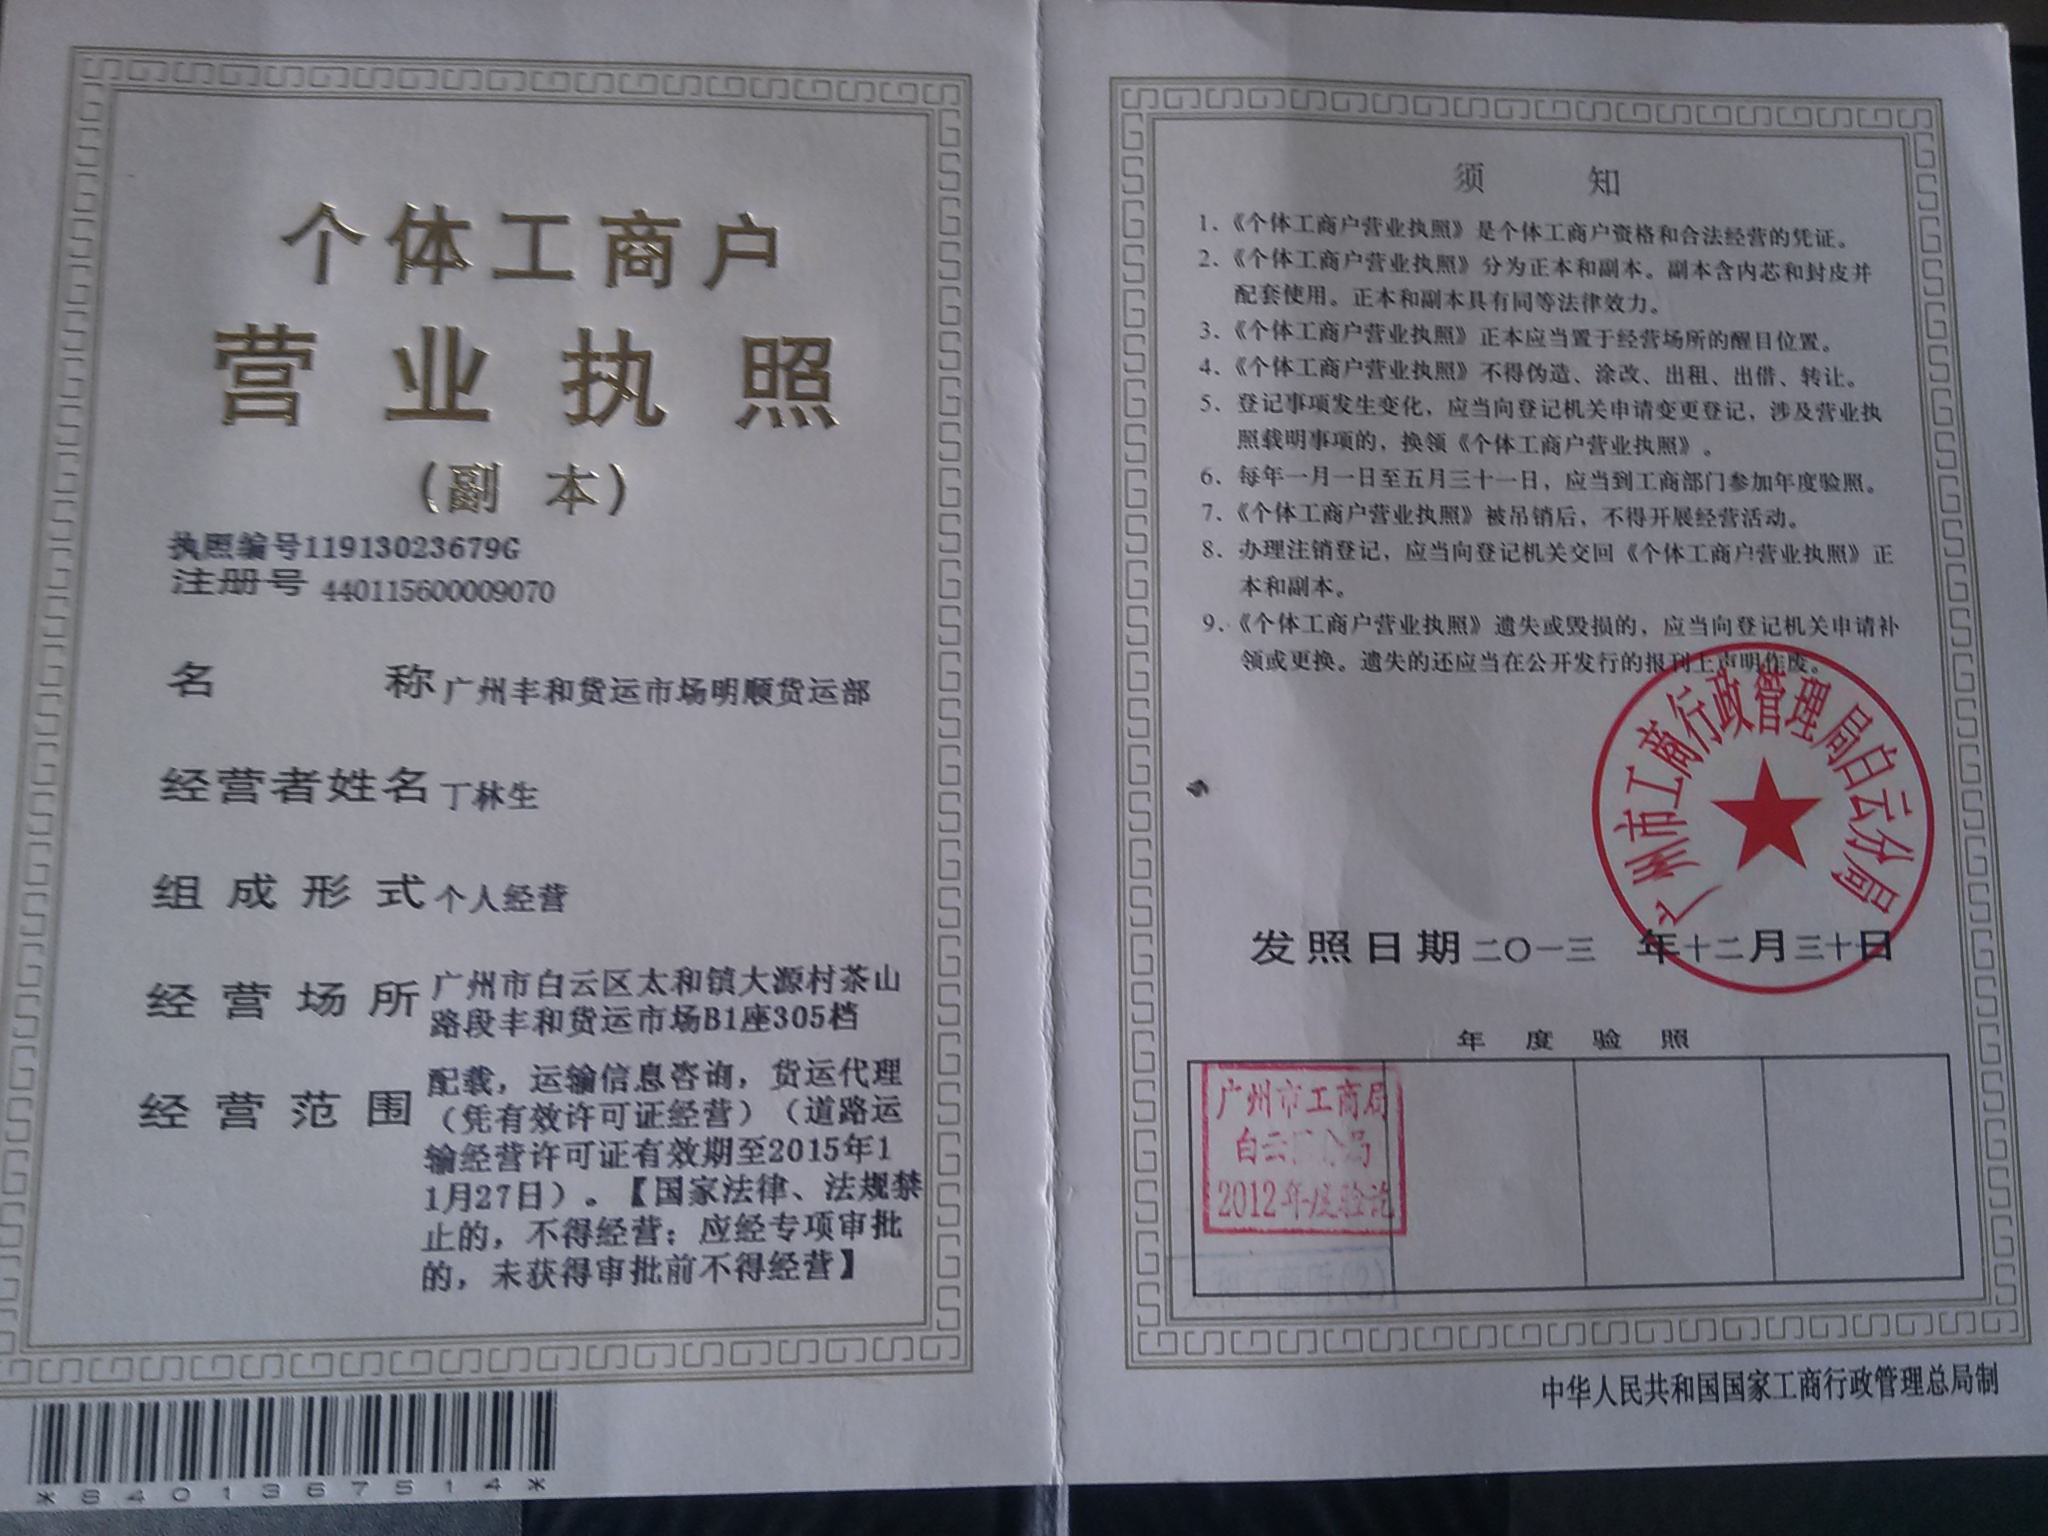 个体工商户
营业执照
(副 本)
执照编号11913023679G
注册号 440115600009070
名 称 广州丰和货运市场明顺货运部
经营者姓名 丁林生
组成形式 个人经营
经营场所 广州市白云区太和镇大源村茶山
路段丰和货运市场B1座305档
经营范围 配载，运输信息咨询，货运代理
（凭有效许可证经营）（道路运
输经营许可证有效期至2015年1
1月27日）。【国家法律、法规禁
止的，不得经营；应经专项审批
的，未获得审批前不得经营】
*8401367514*
须 知
1.《个体工商户营业执照》是个体工商户资格和合法经营的凭证。
2.《个体工商户营业执照》分为正本和副本。副本含内芯和封皮并
配套使用。正本和副本具有同等法律效力。
3.《个体工商户营业执照》正本应当置于经营场所的醒目位置。
4.《个体工商户营业执照》不得伪造、涂改、出租、出借、转让。
5. 登记事项发生变化，应当向登记机关申请变更登记，涉及营业执
照载明事项的，换领《个体工商户营业执照》。
6. 每年一月一日至五月三十一日，应当到工商部门参加年度验照。
7.《个体工商户营业执照》被吊销后，不得开展经营活动。
8. 办理注销登记，应当向登记机关交回《个体工商户营业执照》正
本和副本。
9.《个体工商户营业执照》遗失或毁损的，应当向登记机关申请补
领或更换。遗失的还应当在公开发行的报刊上声明作废。
广州市工商行政管理局白云分局
发照日期 二〇一三 年十二月三十日
年度验照
广州市工商局
白云 分局
2012年度验讫
工商所(2)
中华人民共和国国家工商行政管理总局制